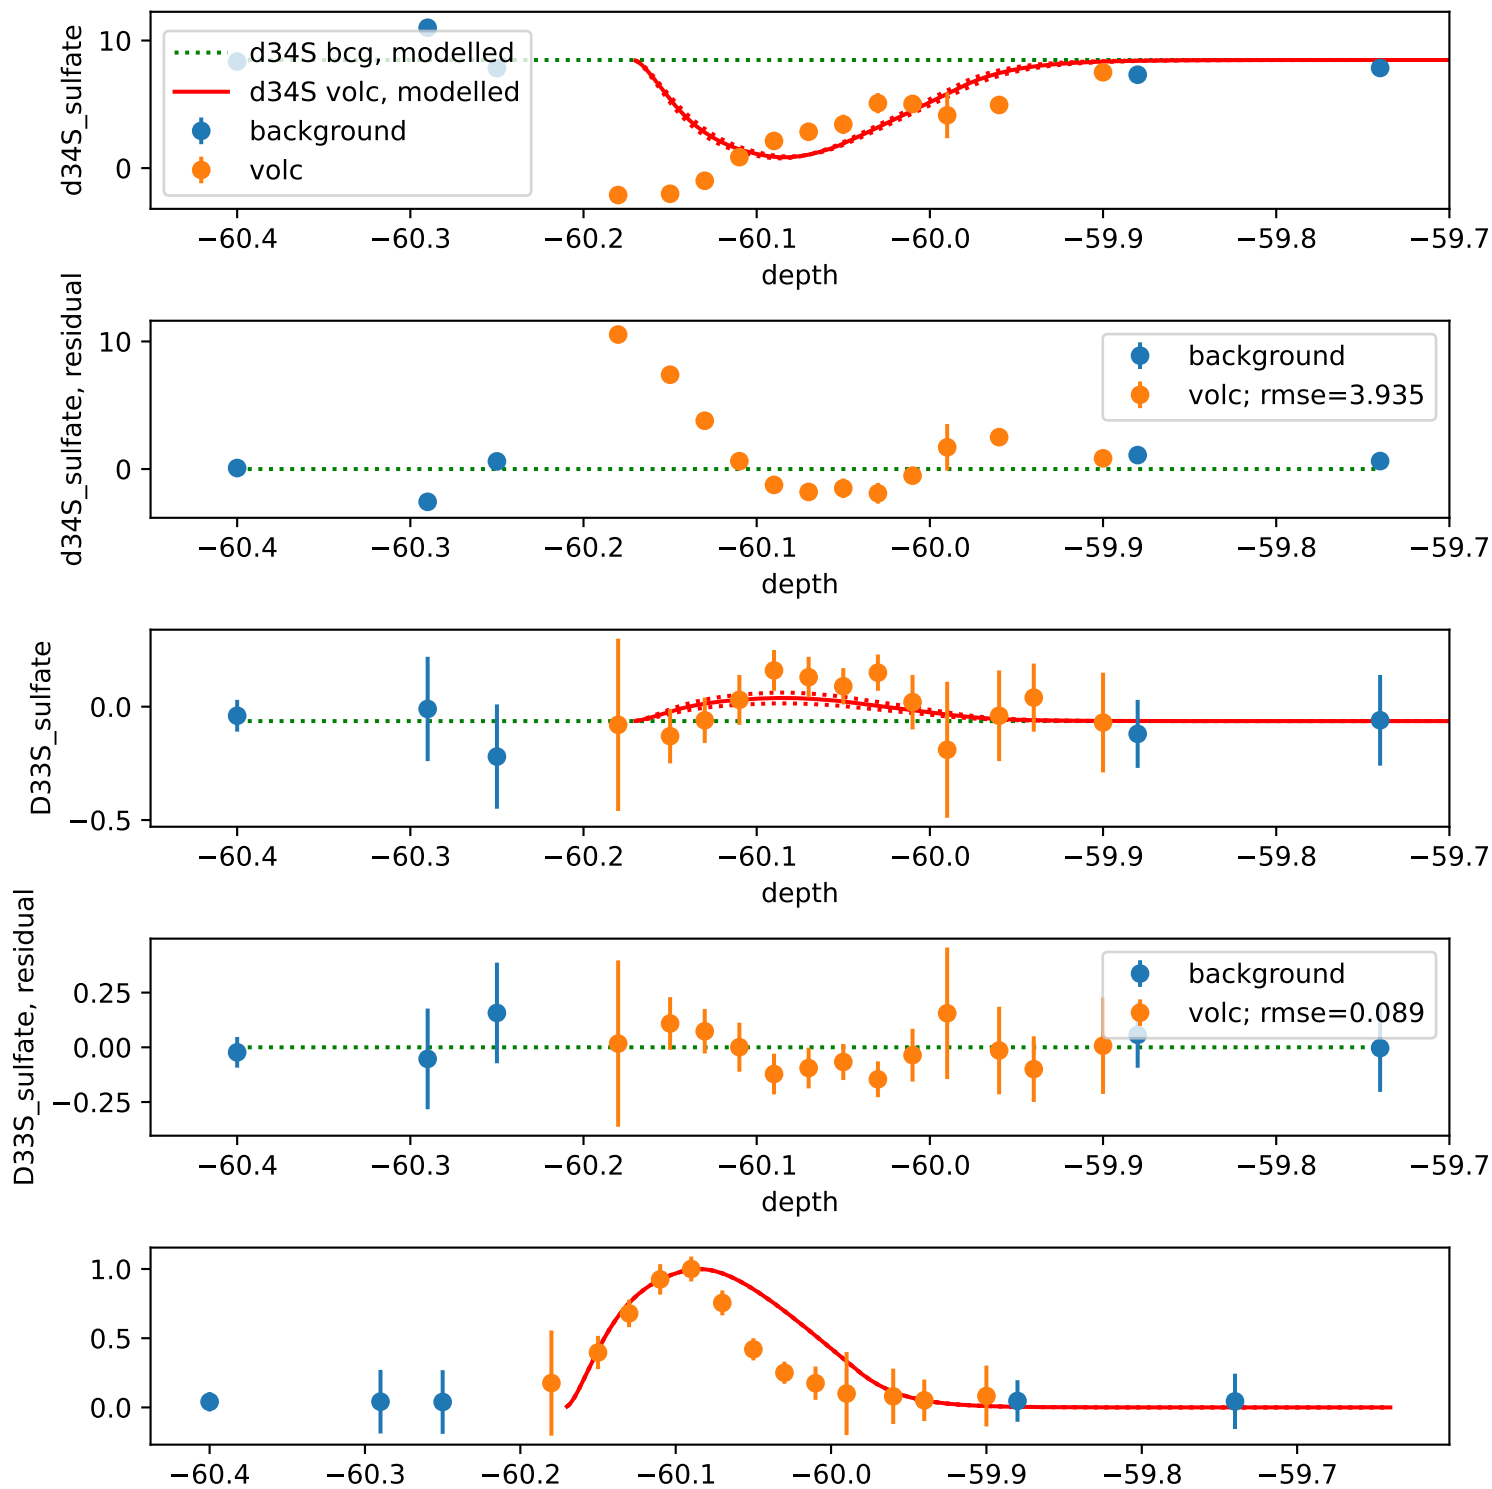 d34S_sulfate
10
0
d34S bcg, modelled
d34S volc, modelled
background
volc
−60.4 −60.3 −60.2 −60.1 −60.0 −59.9 −59.8 −59.7
depth
d34S_sulfate, residual
10
0
background
volc; rmse=3.935
−60.4 −60.3 −60.2 −60.1 −60.0 −59.9 −59.8 −59.7
depth
D33S_sulfate
0.0
−0.5
−60.4 −60.3 −60.2 −60.1 −60.0 −59.9 −59.8 −59.7
depth
D33S_sulfate, residual
0.25
0.00
−0.25
background
volc; rmse=0.089
−60.4 −60.3 −60.2 −60.1 −60.0 −59.9 −59.8 −59.7
depth
1.0
0.5
0.0
−60.4 −60.3 −60.2 −60.1 −60.0 −59.9 −59.8 −59.7